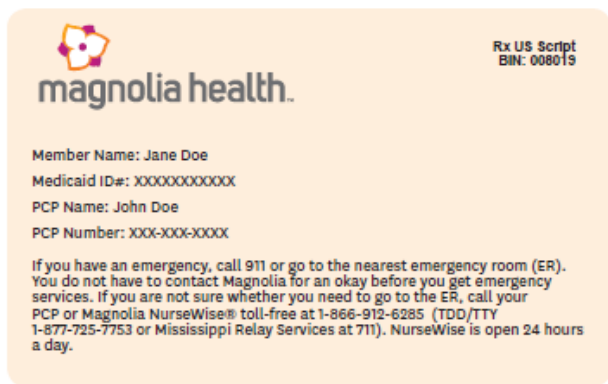 Rx US Script
BIN: 008019
magnolia health™
Member Name: Jane Doe
Medicaid ID#: XXXXXXXXXXX
PCP Name: John Doe
PCP Number: XXX-XXX-XXXX
If you have an emergency, call 911 or go to the nearest emergency room (ER).
You do not have to contact Magnolia for an okay before you get emergency
services. If you are not sure whether you need to go to the ER, call your
PCP or Magnolia NurseWise® toll-free at 1-866-912-6285 (TDD/TTY
1-877-725-7753 or Mississippi Relay Services at 711). NurseWise is open 24 hours
a day.